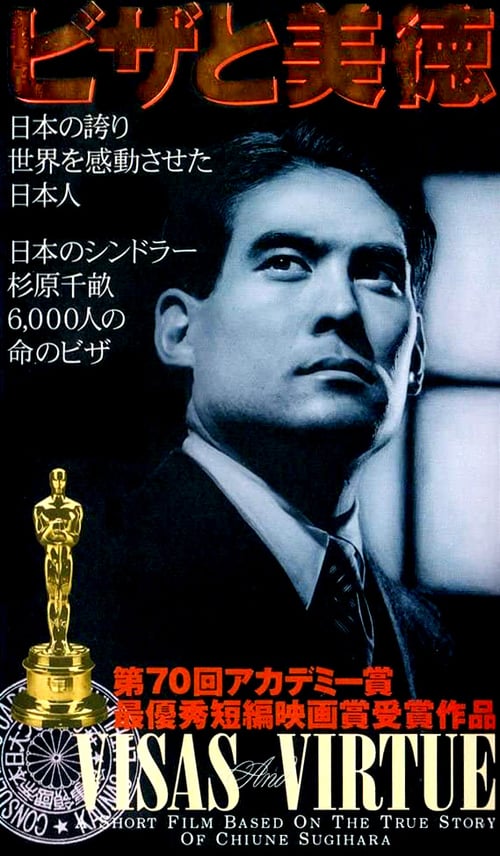 ビザと美徳
日本の誇り
世界を感動させた
日本人
日本のシンドラー
杉原千畝
6,000人の
命のビザ
第70回アカデミー賞
最優秀短編映画賞受賞作品
VISAS And VIRTUE
A SHORT FILM BASED ON THE TRUE STORY
OF CHIUNE SUGIHARA